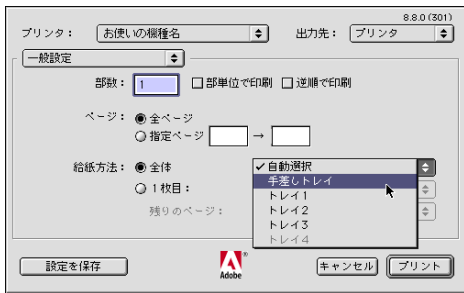 8.8.0 (301)
プリンタ： お使いの機種名 出力先： プリンタ
一般設定
部数： 1 部単位で印刷 逆順で印刷
ページ： 全ページ
指定ページ →
給紙方法： 全体 ✓自動選択
手差しトレイ
1 枚目： トレイ1
残りのページ： トレイ2
トレイ3
トレイ4
設定を保存 Adobe® キャンセル プリント